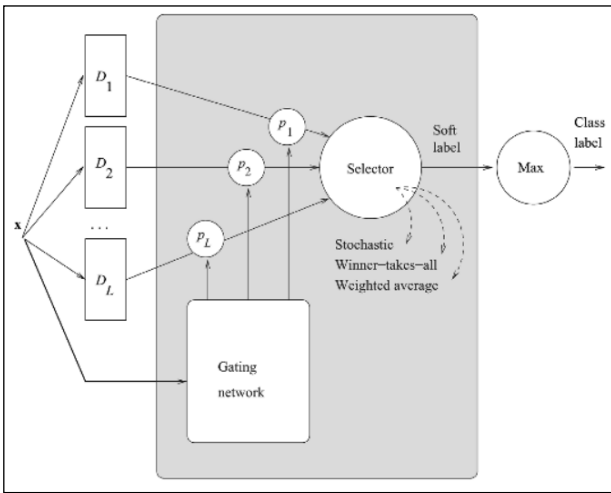 D1
p1
Class
label
Soft
label
D2
p2
Selector
Max
x
...
pL
DL
Stochastic
Winner–takes–all
Weighted average
Gating
network